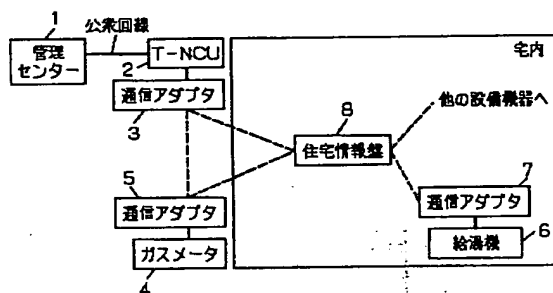 1
管理
センター
公衆回線
T-NCU
2
通信アダプタ
3
宅内
他の設備機器へ
8
住宅情報盤
7
通信アダプタ
給湯機
6
5
通信アダプタ
ガスメータ
4